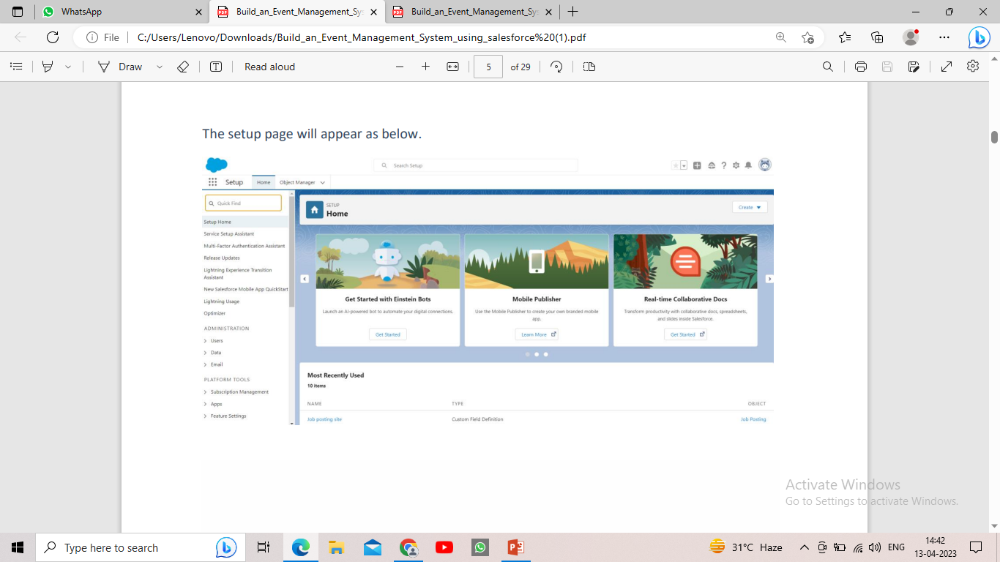 WhatsApp
Build_an_Event_Management_Sy
Build_an_Event_Management_Sy
File
C:/Users/Lenovo/Downloads/Build_an_Event_Management_System_using_salesforce%20(1).pdf
Draw
Read aloud
5
of 29
The setup page will appear as below.
Search Setup
Setup
Home
Object Manager
Quick Find
SETUP
Home
Create
Setup Home
Service Setup Assistant
Multi-Factor Authentication Assistant
Release Updates
Lightning Experience Transition
Assistant
New Salesforce Mobile App QuickStart
Lightning Usage
Optimizer
ADMINISTRATION
Users
Data
Email
PLATFORM TOOLS
Subscription Management
Apps
Feature Settings
Get Started with Einstein Bots
Launch an AI-powered bot to automate your digital connections.
Get Started
Mobile Publisher
Use the Mobile Publisher to create your own branded mobile
app.
Learn More
Real-time Collaborative Docs
Transform productivity with collaborative docs, spreadsheets,
and slides inside Salesforce.
Get Started
Most Recently Used
10 items
NAME
TYPE
OBJECT
Job posting site
Custom Field Definition
Job Posting
Activate Windows
Go to Settings to activate Windows.
Type here to search
31°C Haze
ENG
14:42
13-04-2023